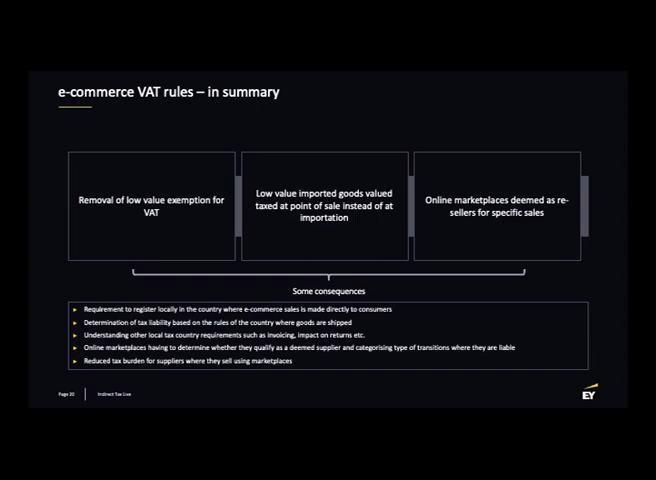 e-commerce VAT rules – in summary
Removal of low value exemption for
VAT
Low value imported goods valued
taxed at point of sale instead of at
importation
Online marketplaces deemed as re-
sellers for specific sales
Some consequences
Requirement to register locally in the country where e-commerce sales is made directly to consumers
Determination of tax liability based on the rules of the country where goods are shipped
Understanding other local tax country requirements such as invoicing, impact on returns etc.
Online marketplaces having to determine whether they qualify as a deemed supplier and categorising type of transitions where they are liable
Reduced tax burden for suppliers where they sell using marketplaces
Page 20
Indirect Tax Live
EY